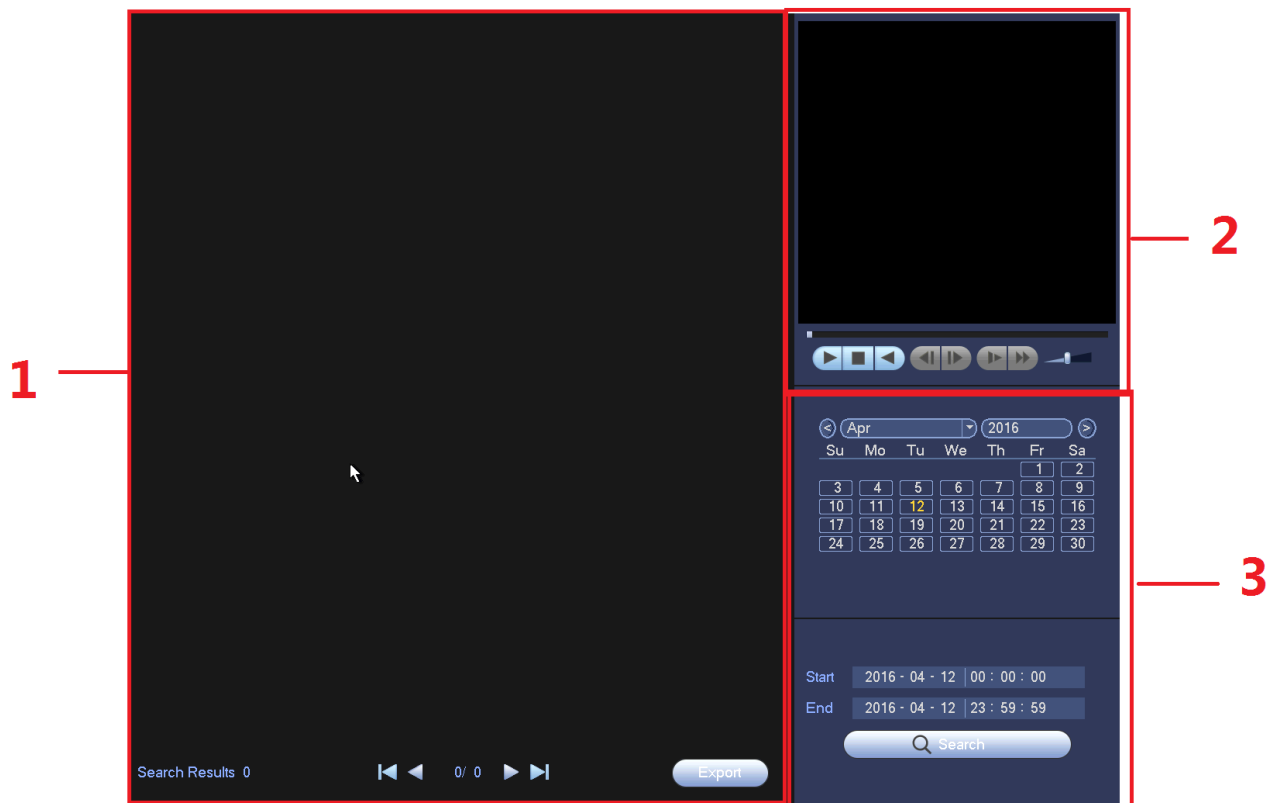 1
Search Results 0
0/ 0
Export
2
Apr
2016
Su Mo Tu We Th Fr Sa
1 2
3 4 5 6 7 8 9
10 11 12 13 14 15 16
17 18 19 20 21 22 23
24 25 26 27 28 29 30
3
Start 2016 - 04 - 12 00 : 00 : 00
End 2016 - 04 - 12 23 : 59 : 59
Search